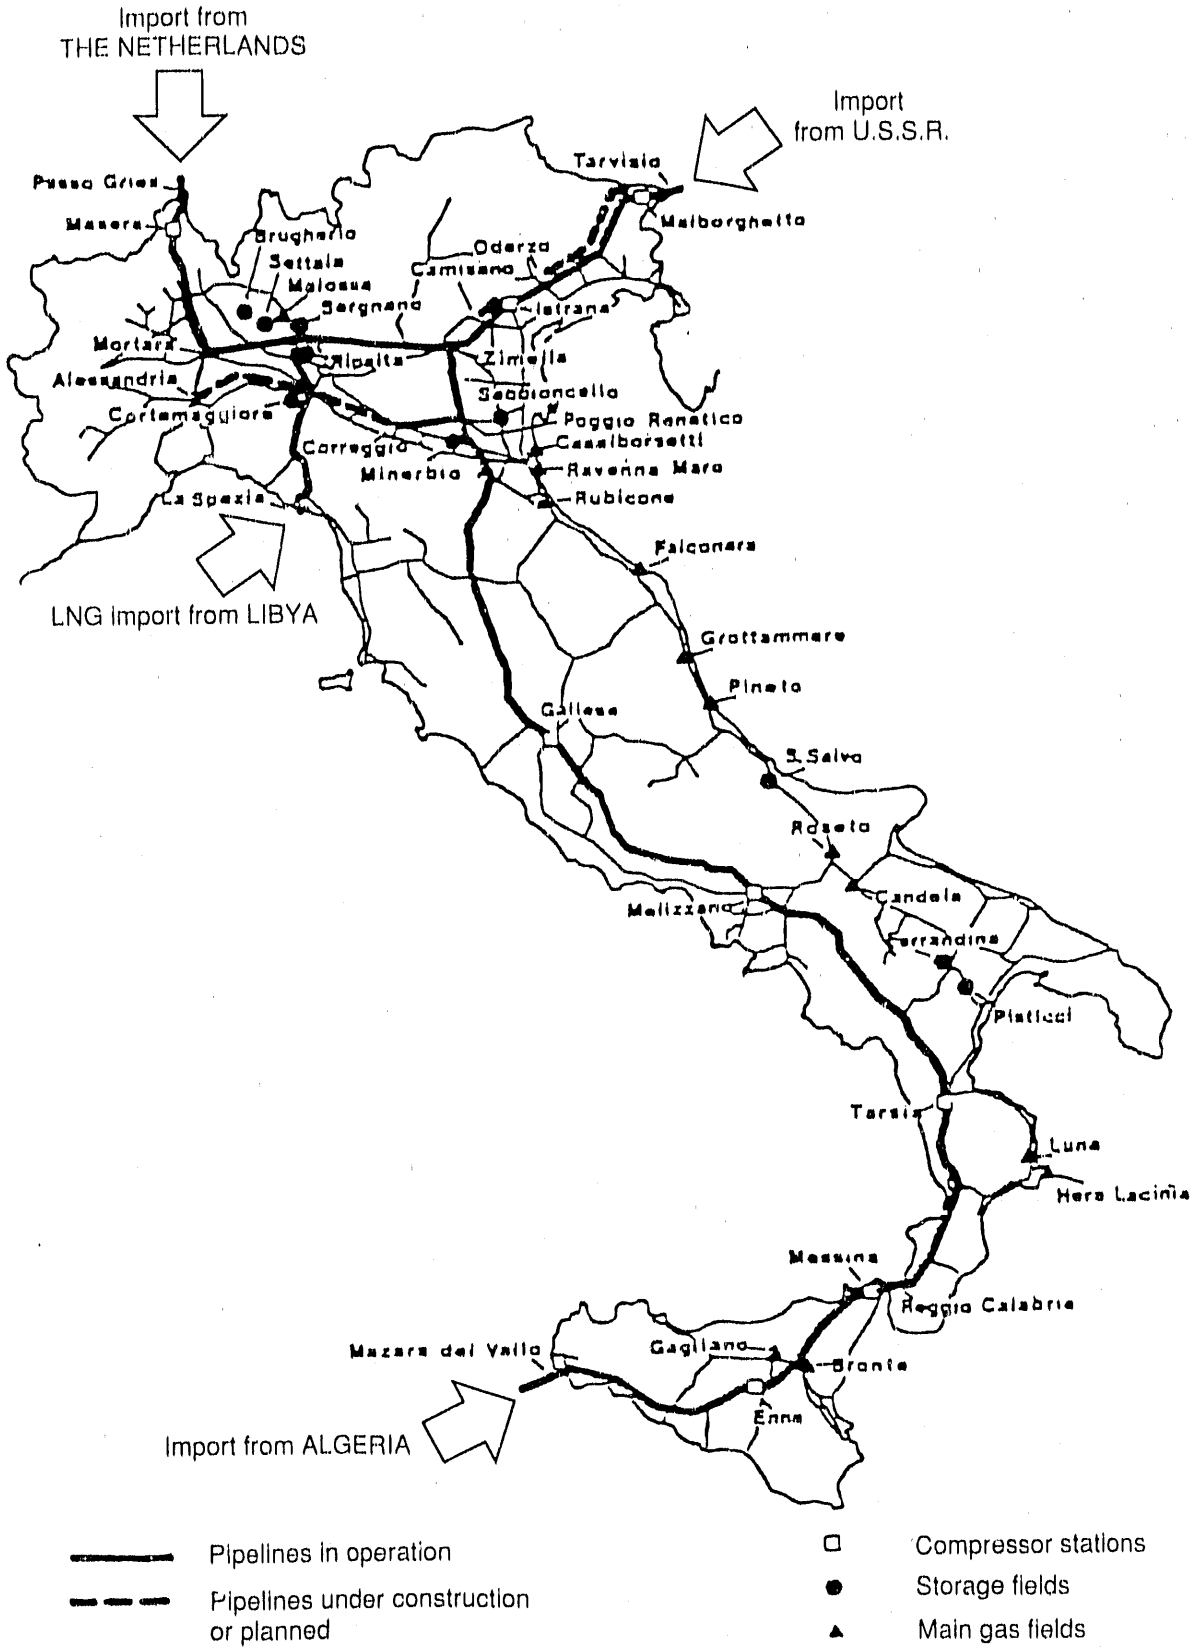 Import from
THE NETHERLANDS
Import
from U.S.S.R.
Tarvisio
Passo Gries
Masera
Malborghetto
Brugherio
Oderzo
Settala
Camisano
Malossa
Sergnano
Istrana
Mortara
Ripalta
Zimella
Alessandria
Sabbioncello
Cortemaggiore
Poggio Renatico
Correggio
Casalborsetti
Minerbio
Ravenna Mare
La Spezia
Rubicone
Falconara
LNG import from LIBYA
Grottammare
Pineto
Gallese
S. Salvo
Roseto
Candela
Melizzano
Ferrandina
Pisticci
Tarsia
Luna
Hera Lacinia
Messina
Reggio Calabria
Mazara del Vallo
Gagliano
Bronte
Enna
Import from ALGERIA
Pipelines in operation
Pipelines under construction
or planned
Compressor stations
Storage fields
Main gas fields